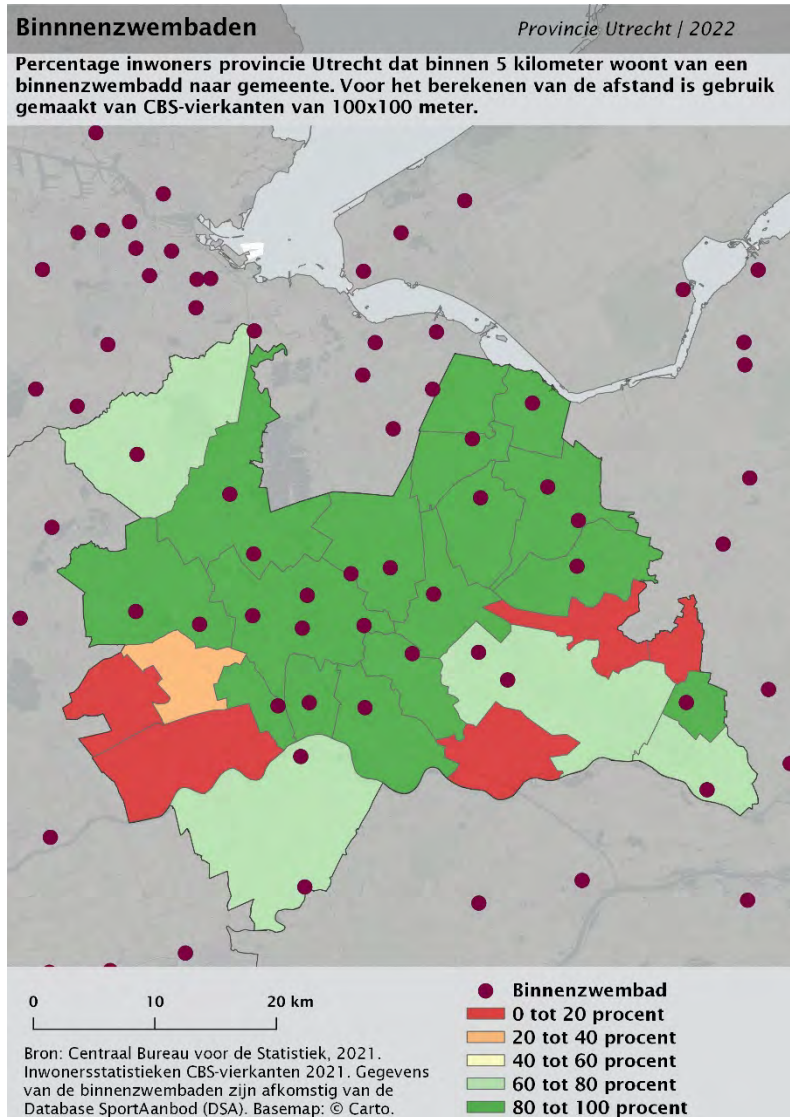 Binnnenzwembaden
Provincie Utrecht / 2022
Percentage inwoners provincie Utrecht dat binnen 5 kilometer woont van een
binnenzwembadd naar gemeente. Voor het berekenen van de afstand is gebruik
gemaakt van CBS-vierkanten van 100x100 meter.
0 10 20 km
Bron: Centraal Bureau voor de Statistiek, 2021.
Inwonersstatistieken CBS-vierkanten 2021. Gegevens
van de binnenzwembaden zijn afkomstig van de
Database SportAanbod (DSA). Basemap: © Carto.
Binnenzwembad
0 tot 20 procent
20 tot 40 procent
40 tot 60 procent
60 tot 80 procent
80 tot 100 procent